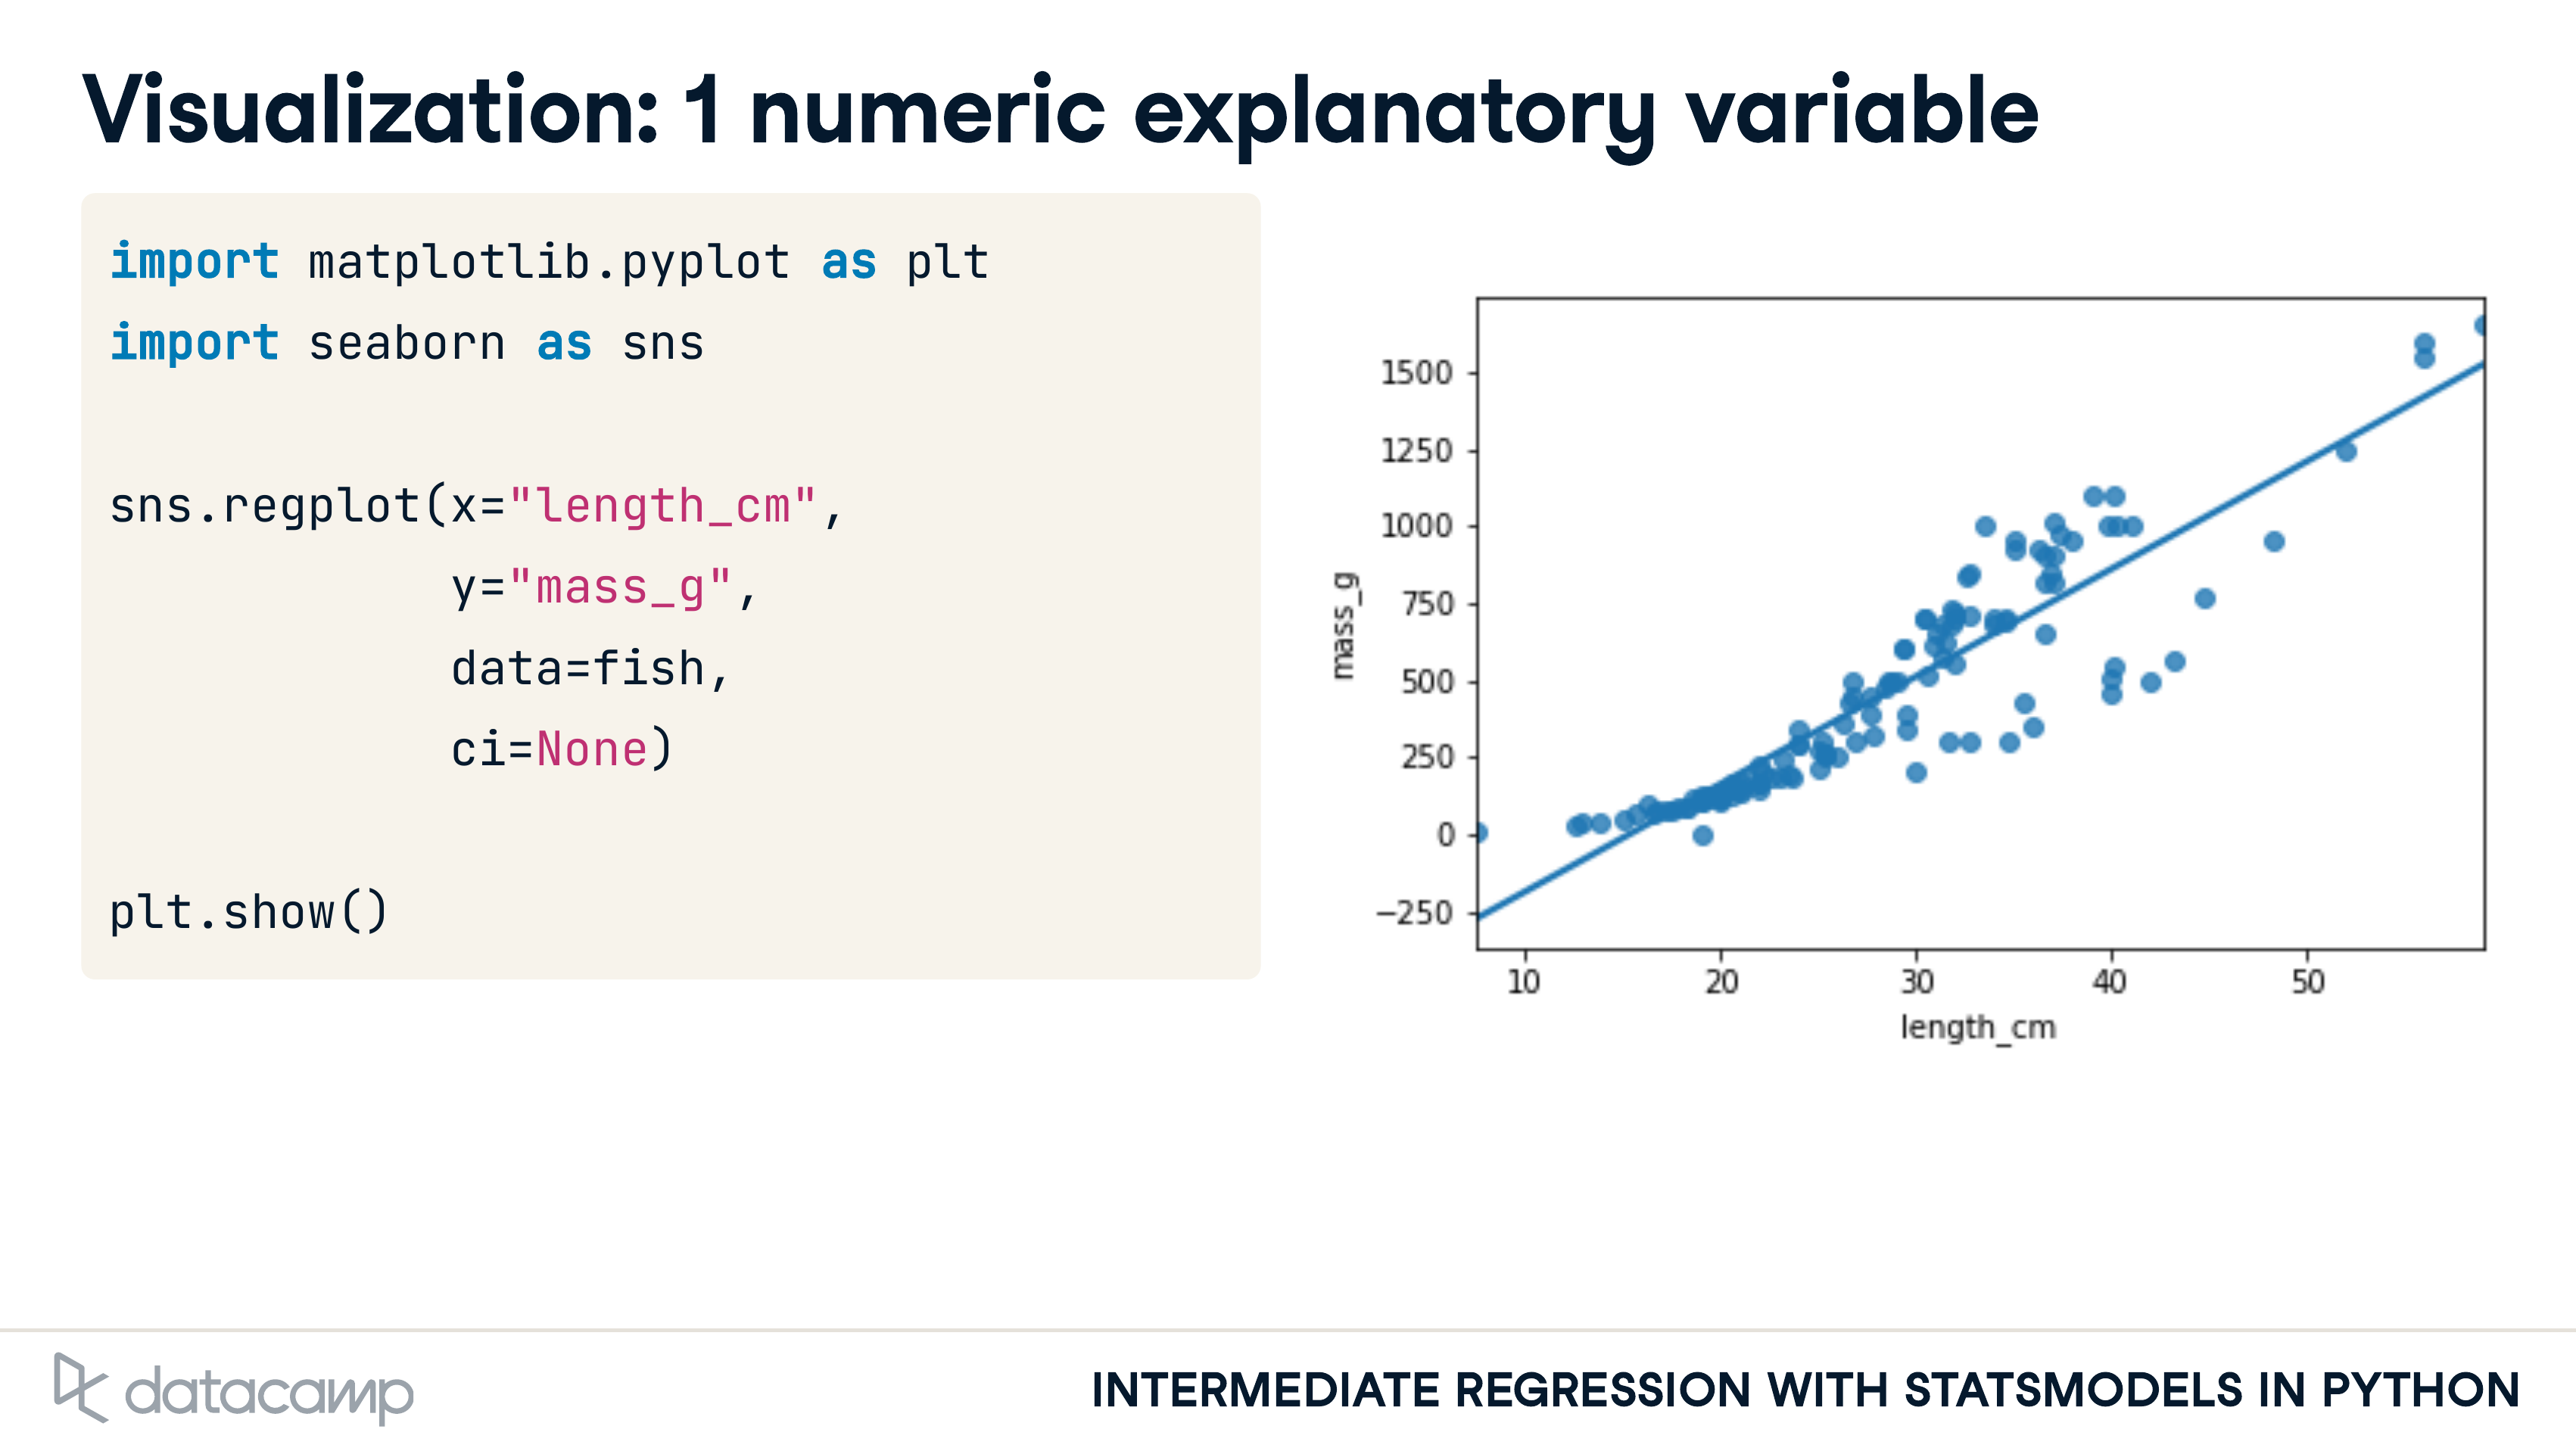 Visualization: 1 numeric explanatory variable
import matplotlib.pyplot as plt
import seaborn as sns
sns.regplot(x="length_cm",
y="mass_g",
data=fish,
ci=None)
plt.show()
1500
1250
1000
750
500
250
0
−250
mass_g
10 20 30 40 50
length_cm
datacamp
INTERMEDIATE REGRESSION WITH STATSMODELS IN PYTHON